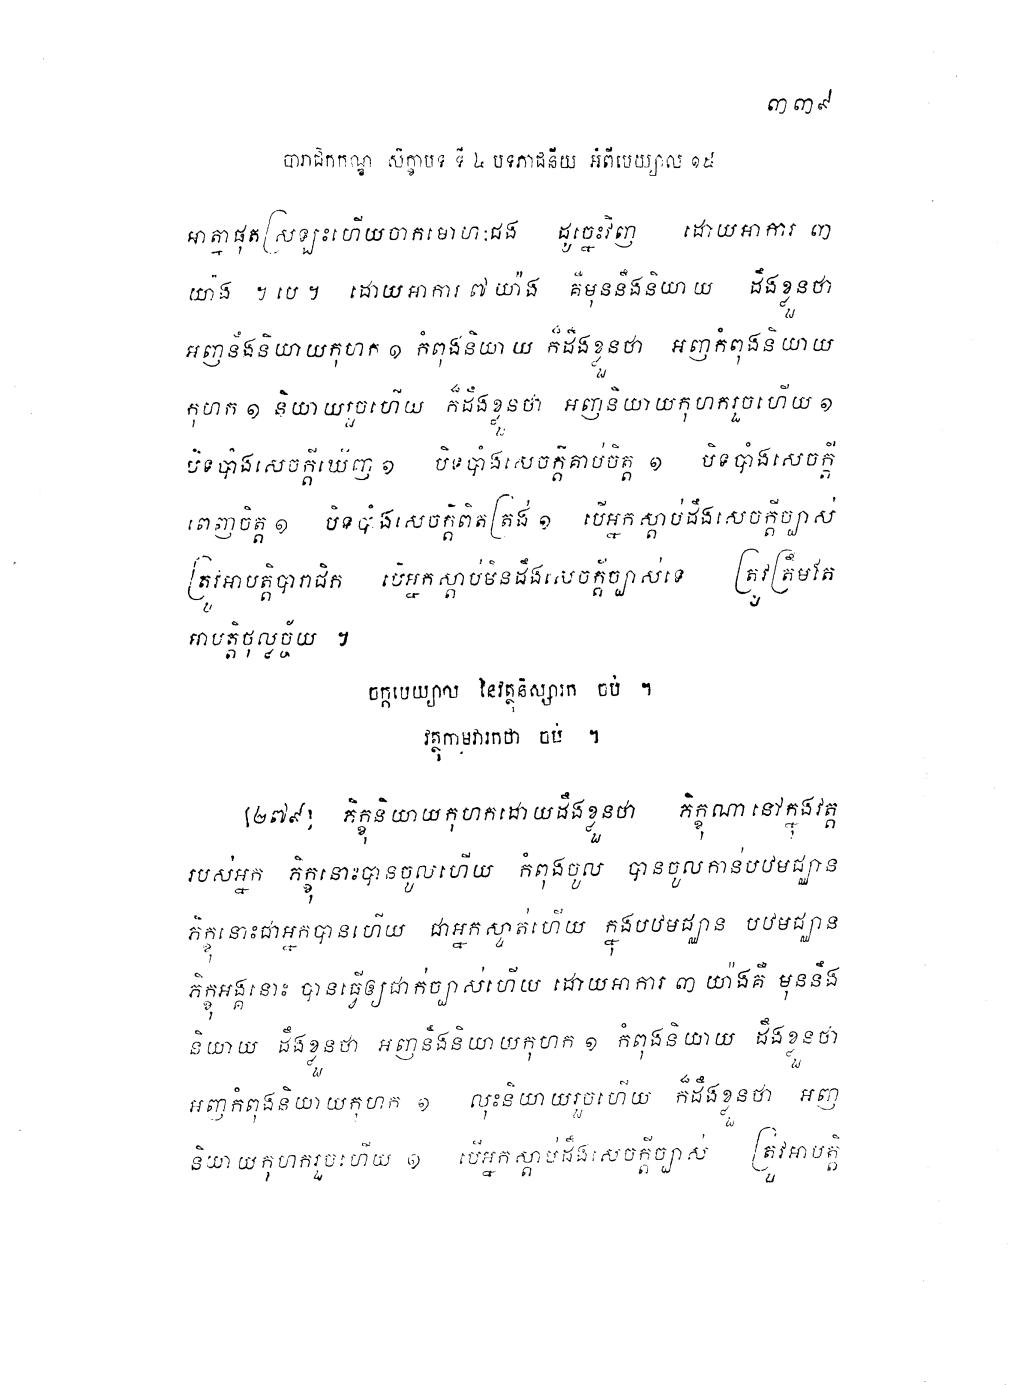 ៣៣៩
បារាជិកកណ្ឌ សិក្ខាបទ ទី ៤ បទភាជនីយ អំពីបេយ្យាល ១៥
អាត្មាផុតស្រឡះហើយចាកមោហៈផង ដូច្នេះវិញ ដោយអាការ ៣
យ៉ាង ។ បេ ។ ដោយអាការ ៧ យ៉ាង គឺមុននឹងនិយាយ ដឹងខ្លួនថា
អញនឹងនិយាយកុហក ១ កំពុងនិយាយ ក៏ដឹងខ្លួនថា អញកំពុងនិយាយ
កុហក ១ និយាយរួចហើយ ក៏ដឹងខ្លួនថា អញនិយាយកុហករួចហើយ ១
បិទបាំងសេចក្តីឃើញ ១ បិទបាំងសេចក្តីគាប់ចិត្ត ១ បិទបាំងសេចក្តី
ពេញចិត្ត ១ បិទបាំងសេចក្តីពិតត្រង់ ១ បើអ្នកស្តាប់ដឹងសេចក្តីច្បាស់
ត្រូវអាបត្តិបារាជិក បើអ្នកស្តាប់មិនដឹងសេចក្តីច្បាស់ទេ ត្រូវត្រឹមតែ
អាបត្តិថុល្លច្ច័យ ។
ចក្កបេយ្យាល នៃវត្ថុនិស្សារក ចប់ ។
វត្ថុកាមវារកថា ចប់ ។
[២៧៩] ភិក្ខុនិយាយកុហកដោយដឹងខ្លួនថា ភិក្ខុណានៅក្នុងវត្ត
របស់អ្នក ភិក្ខុនោះបានចូលហើយ កំពុងចូល បានចូលកាន់បឋមជ្ឈាន
ភិក្ខុនោះជាអ្នកបានហើយ ជាអ្នកស្ទាត់ហើយ ក្នុងបឋមជ្ឈាន បឋមជ្ឈាន
ភិក្ខុអង្គនោះ បានធ្វើឲ្យជាក់ច្បាស់ហើយ ដោយអាការ ៣ យ៉ាងគឺ មុននឹង
និយាយ ដឹងខ្លួនថា អញនឹងនិយាយកុហក ១ កំពុងនិយាយ ដឹងខ្លួនថា
អញកំពុងនិយាយកុហក ១ លុះនិយាយរួចហើយ ក៏ដឹងខ្លួនថា អញ
និយាយកុហករួចហើយ ១ បើអ្នកស្តាប់ដឹងសេចក្តីច្បាស់ ត្រូវអាបត្តិ